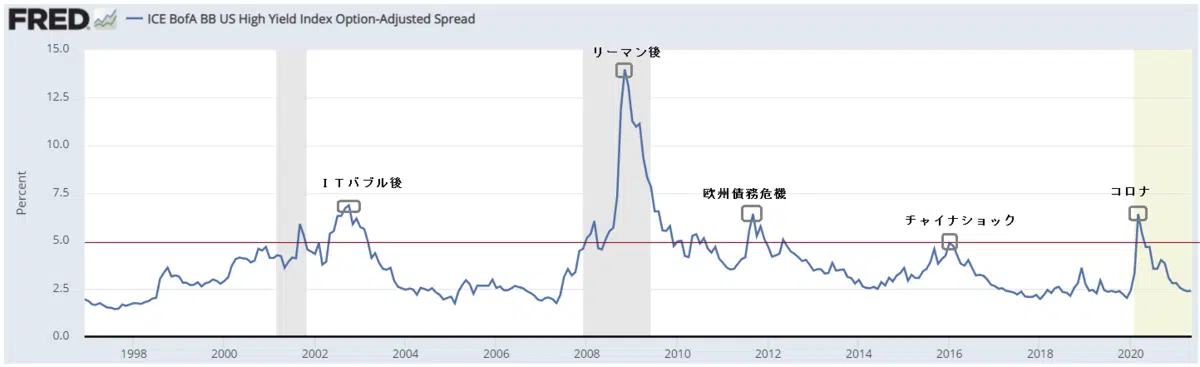 FRED
ICE BofA BB US High Yield Index Option-Adjusted Spread
15.0
12.5
10.0
7.5
5.0
2.5
0.0
Percent
ITバブル後
リーマン後
欧州債務危機
チャイナショック
コロナ
1998
2000
2002
2004
2006
2008
2010
2012
2014
2016
2018
2020